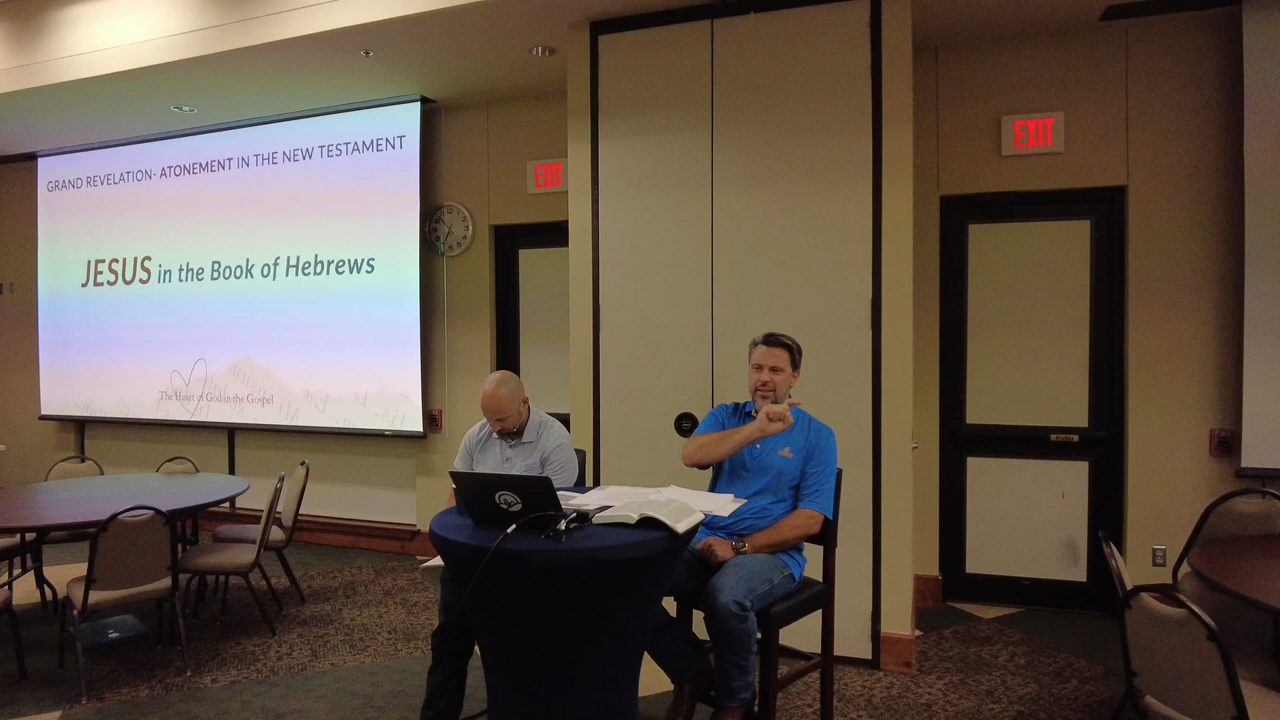 GRAND REVELATION- ATONEMENT IN THE NEW TESTAMENT
JESUS in the Book of Hebrews
The Heart of God in the Gospel
EXIT
EXIT
PUSH